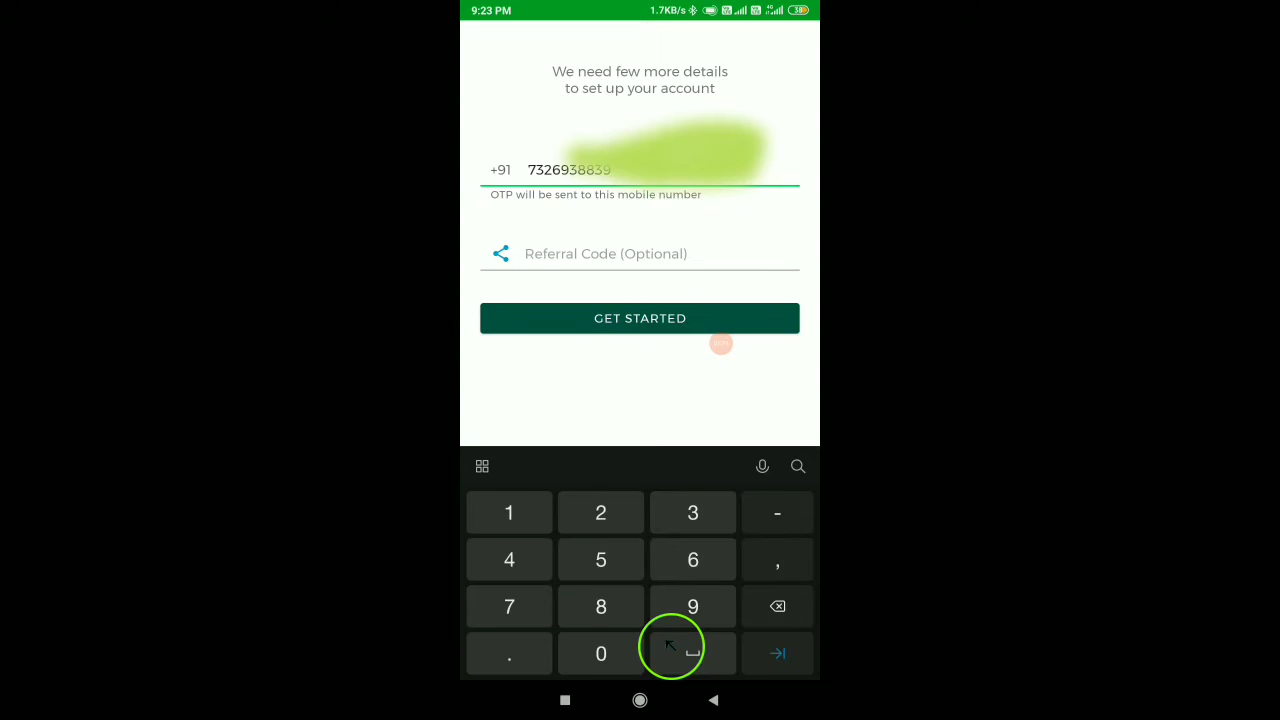 9:23 PM 1.7KB/s 38
We need few more details
to set up your account
+91 7326938839
OTP will be sent to this mobile number
Referral Code (Optional)
GET STARTED
1 2 3 -
4 5 6 ,
7 8 9
. 0